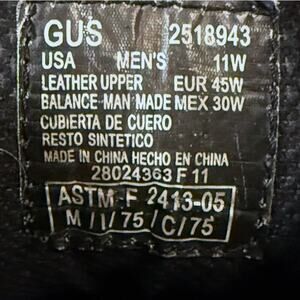 GUS 2518943
USA MEN'S 11W
LEATHER UPPER EUR 45W
BALANCE MAN MADE MEX 30W
CUBIERTA DE CUERO
RESTO SINTETICO
MADE IN CHINA HECHO EN CHINA
28024363 F 11
ASTM F 2413-05
M/I/75/C/75